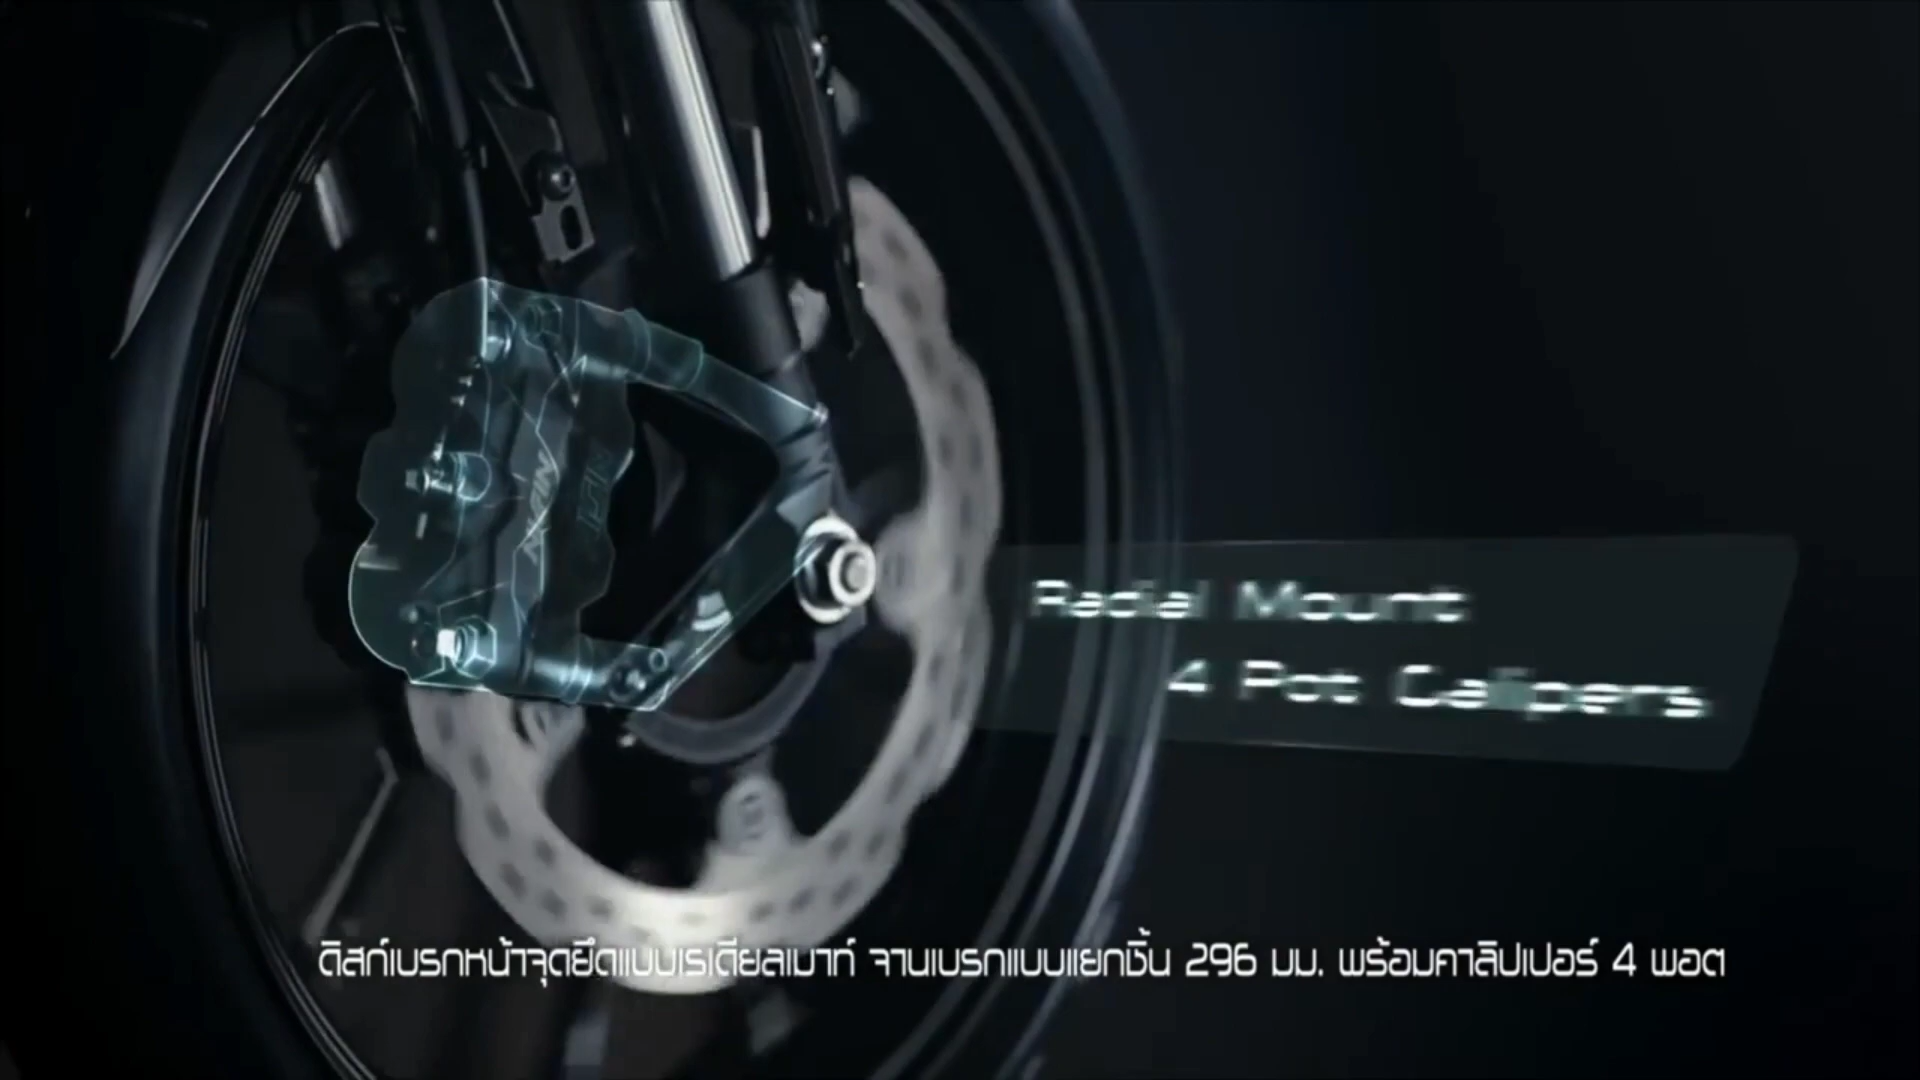 NISSIN
Radial Mount
4 Pot Calipers
ดิสก์เบรกหน้าจุดยึดแบบเรเดียลเมาท์ จานเบรกแบบแยกชิ้น 296 มม. พร้อมคาลิปเปอร์ 4 พอต